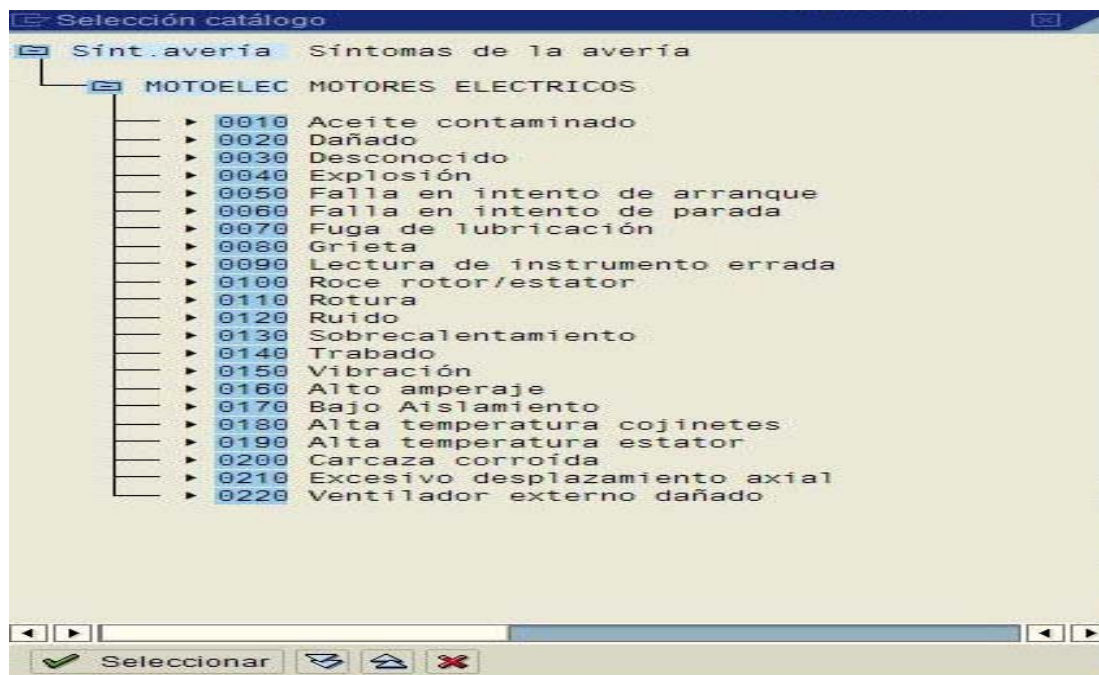 Selección catálogo
Sínt.avería Síntomas de la avería
MOTOELEC MOTORES ELECTRICOS
0010 Aceite contaminado
0020 Dañado
0030 Desconocido
0040 Explosión
0050 Falla en intento de arranque
0060 Falla en intento de parada
0070 Fuga de lubricación
0080 Grieta
0090 Lectura de instrumento errada
0100 Roce rotor/estator
0110 Rotura
0120 Ruido
0130 Sobrecalentamiento
0140 Trabado
0150 Vibración
0160 Alto amperaje
0170 Bajo Aislamiento
0180 Alta temperatura cojinetes
0190 Alta temperatura estator
0200 Carcaza corroída
0210 Excesivo desplazamiento axial
0220 Ventilador externo dañado
Seleccionar